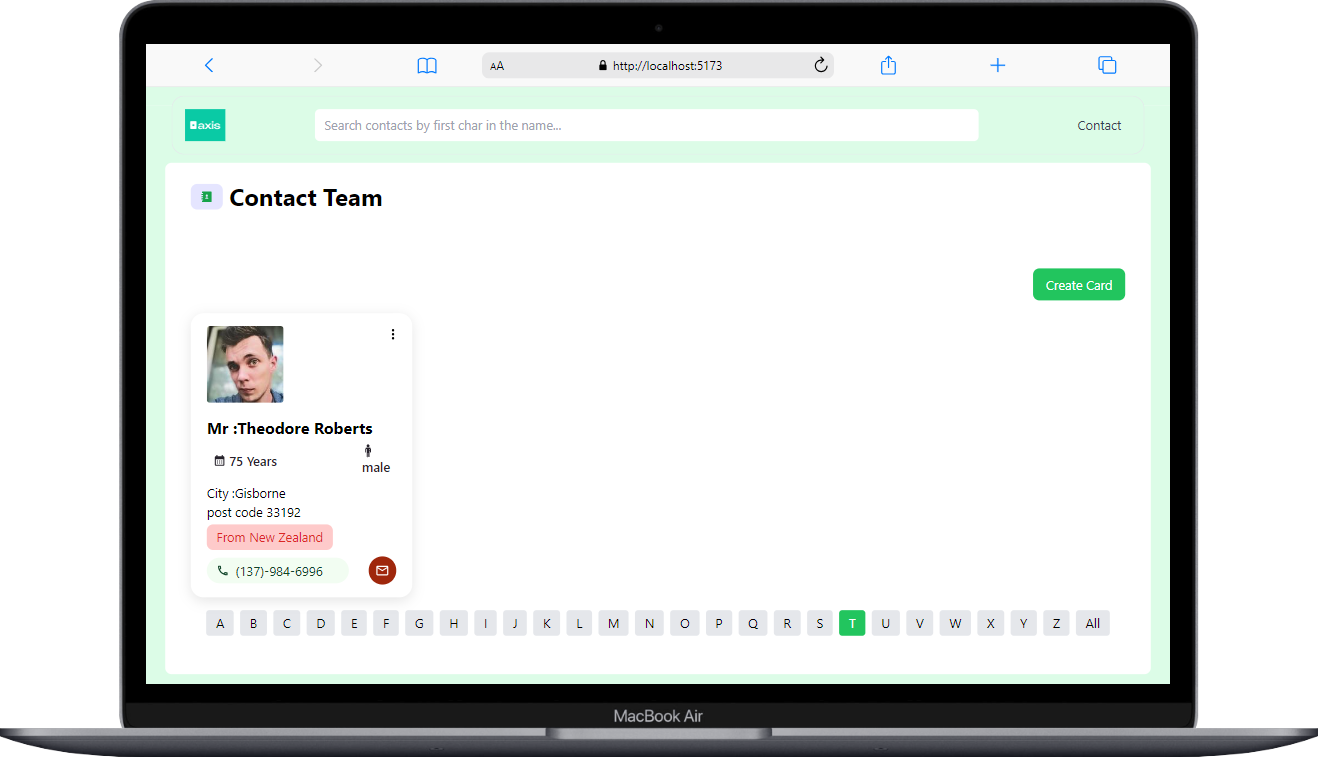 AA
http://localhost:5173
axis
Search contacts by first char in the name...
Contact
Contact Team
Create Card
Mr :Theodore Roberts
75 Years
male
City :Gisborne
post code 33192
From New Zealand
(137)-984-6996
A B C D E F G H I J K L M N O P Q R S T U V W X Y Z All
MacBook Air